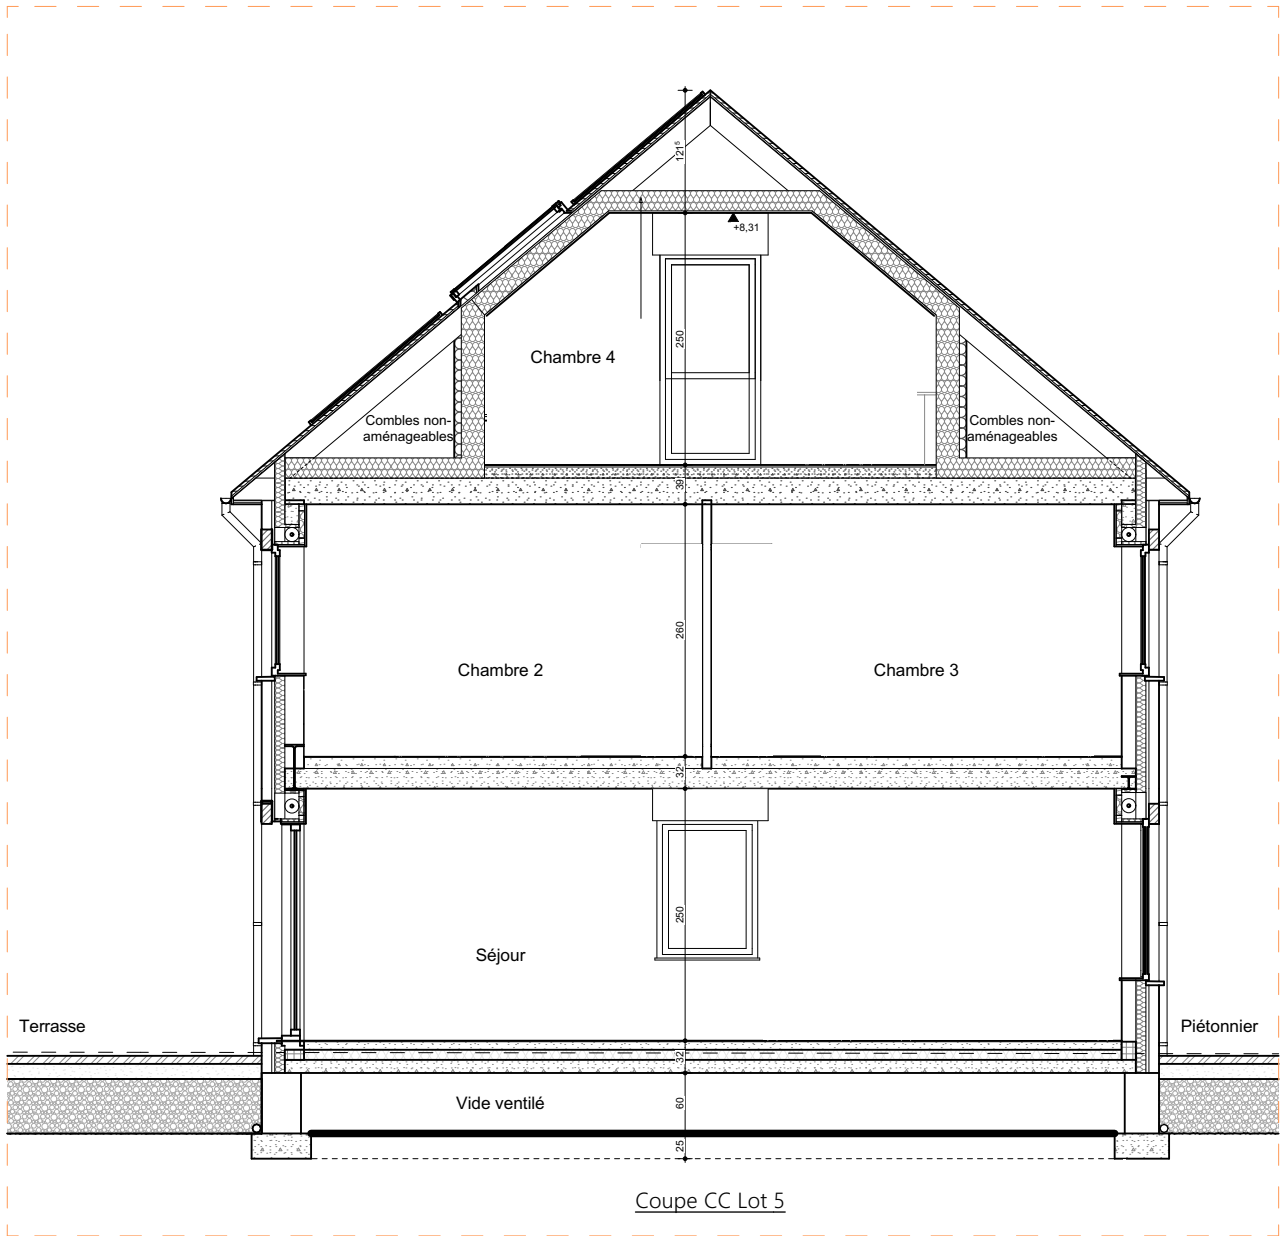 121⁵
+8,31
250
Chambre 4
Combles non-
aménageables
Combles non-
aménageables
39¹
260
Chambre 2
Chambre 3
32
250
Séjour
Terrasse
Piétonnier
32
60
Vide ventilé
25
Coupe CC Lot 5